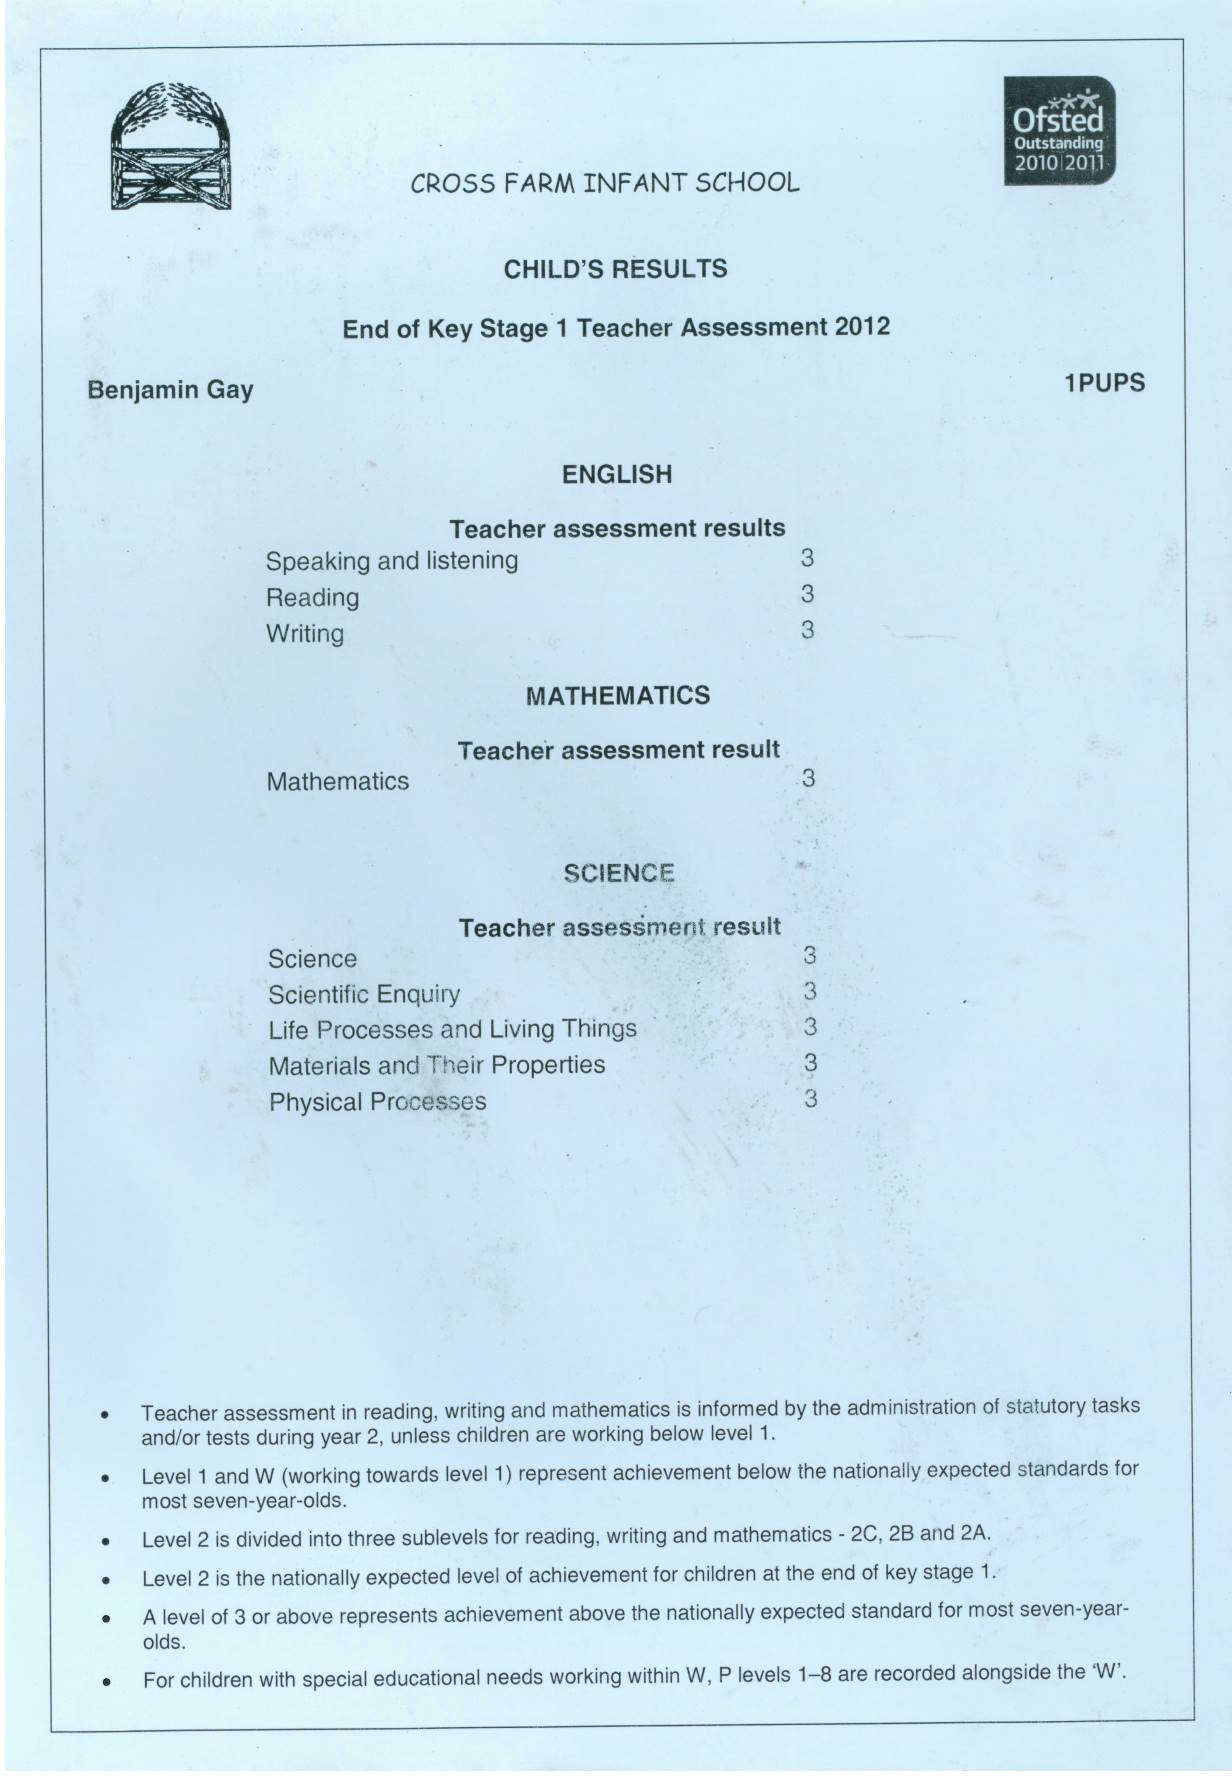 Ofsted
Outstanding
2010|2011
CROSS FARM INFANT SCHOOL
CHILD'S RESULTS
End of Key Stage 1 Teacher Assessment 2012
Benjamin Gay 1PUPS
ENGLISH
Teacher assessment results
Speaking and listening 3
Reading 3
Writing 3
MATHEMATICS
Teacher assessment result
Mathematics 3
SCIENCE
Teacher assessment result
Science 3
Scientific Enquiry 3
Life Processes and Living Things 3
Materials and Their Properties 3
Physical Processes 3
• Teacher assessment in reading, writing and mathematics is informed by the administration of statutory tasks
and/or tests during year 2, unless children are working below level 1.
• Level 1 and W (working towards level 1) represent achievement below the nationally expected standards for
most seven-year-olds.
• Level 2 is divided into three sublevels for reading, writing and mathematics - 2C, 2B and 2A.
• Level 2 is the nationally expected level of achievement for children at the end of key stage 1.
• A level of 3 or above represents achievement above the nationally expected standard for most seven-year-
olds.
• For children with special educational needs working within W, P levels 1–8 are recorded alongside the 'W'.